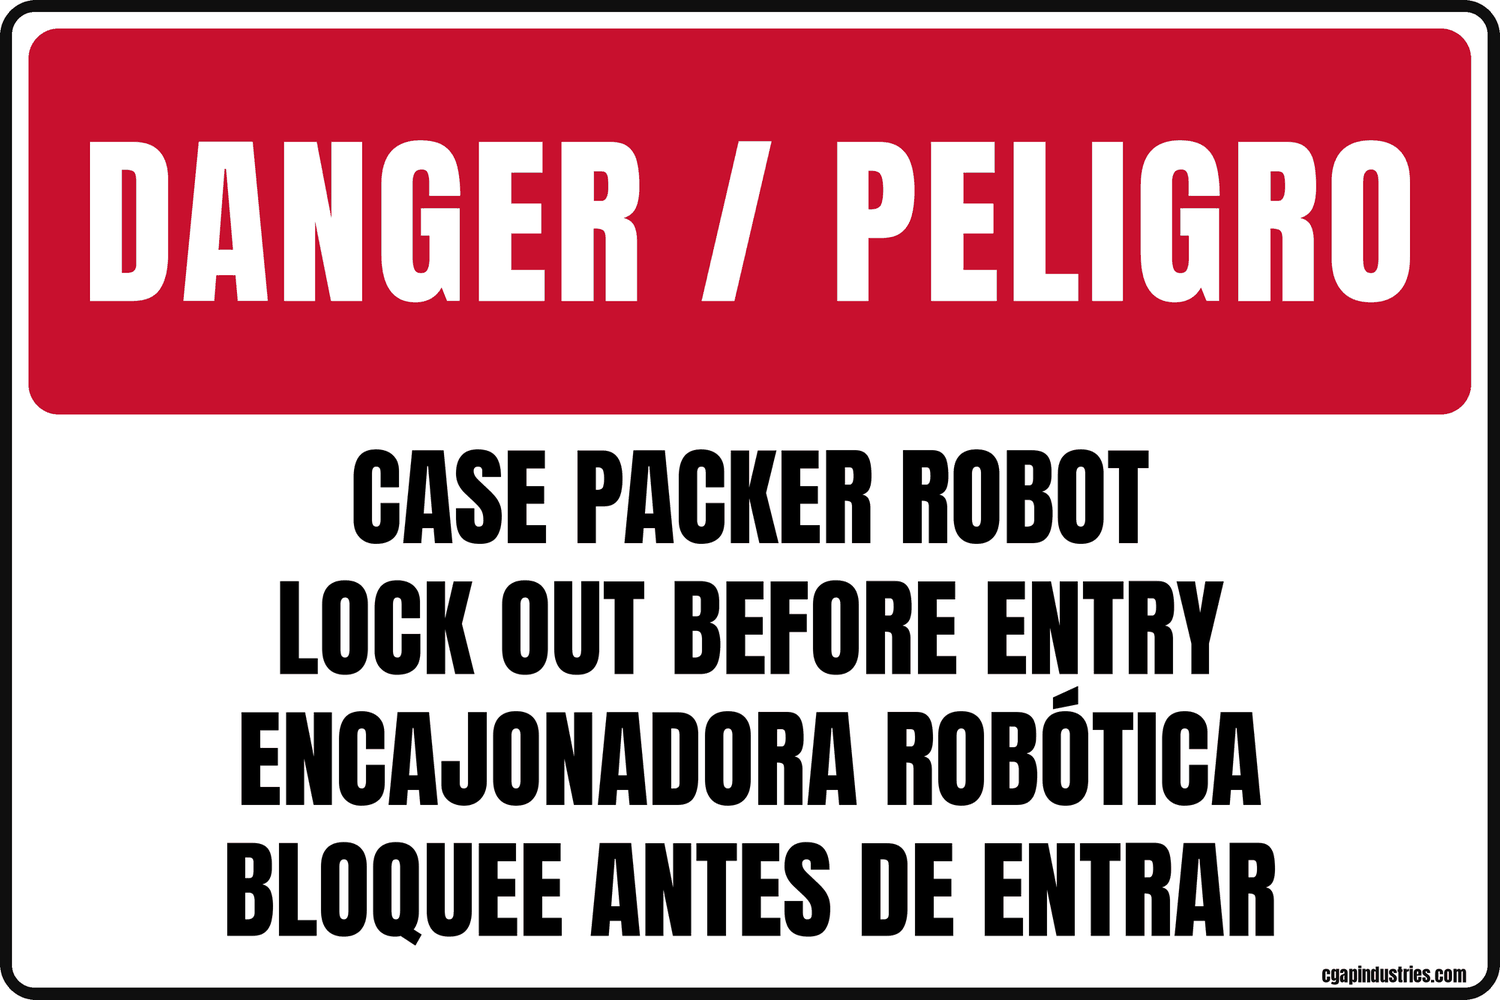 DANGER / PELIGRO
CASE PACKER ROBOT
LOCK OUT BEFORE ENTRY
ENCAJONADORA ROBÓTICA
BLOQUEE ANTES DE ENTRAR
cgapindustries.com